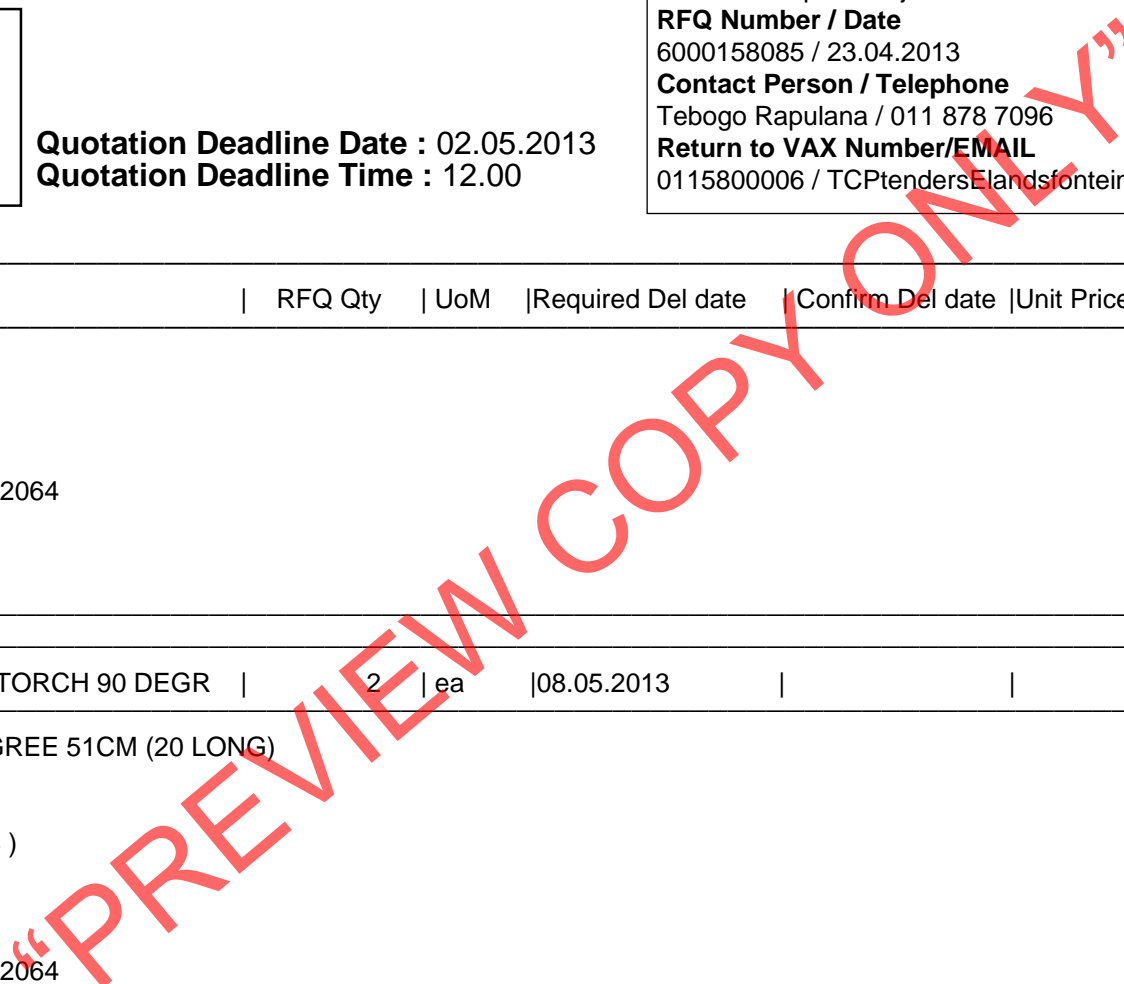 RFQ Number / Date
6000158085 / 23.04.2013
Contact Person / Telephone
Tebogo Rapulana / 011 878 7096
Quotation Deadline Date : 02.05.2013
Return to VAX Number/EMAIL
Quotation Deadline Time : 12.00
0115800006 / TCPtendersElandsfontein
| RFQ Qty | UoM |Required Del date | Confirm Del date |Unit Price
2064
TORCH 90 DEGR | 2 | ea |08.05.2013 | |
GREE 51CM (20 LONG)
)
2064
“PREVIEW COPY ONLY”